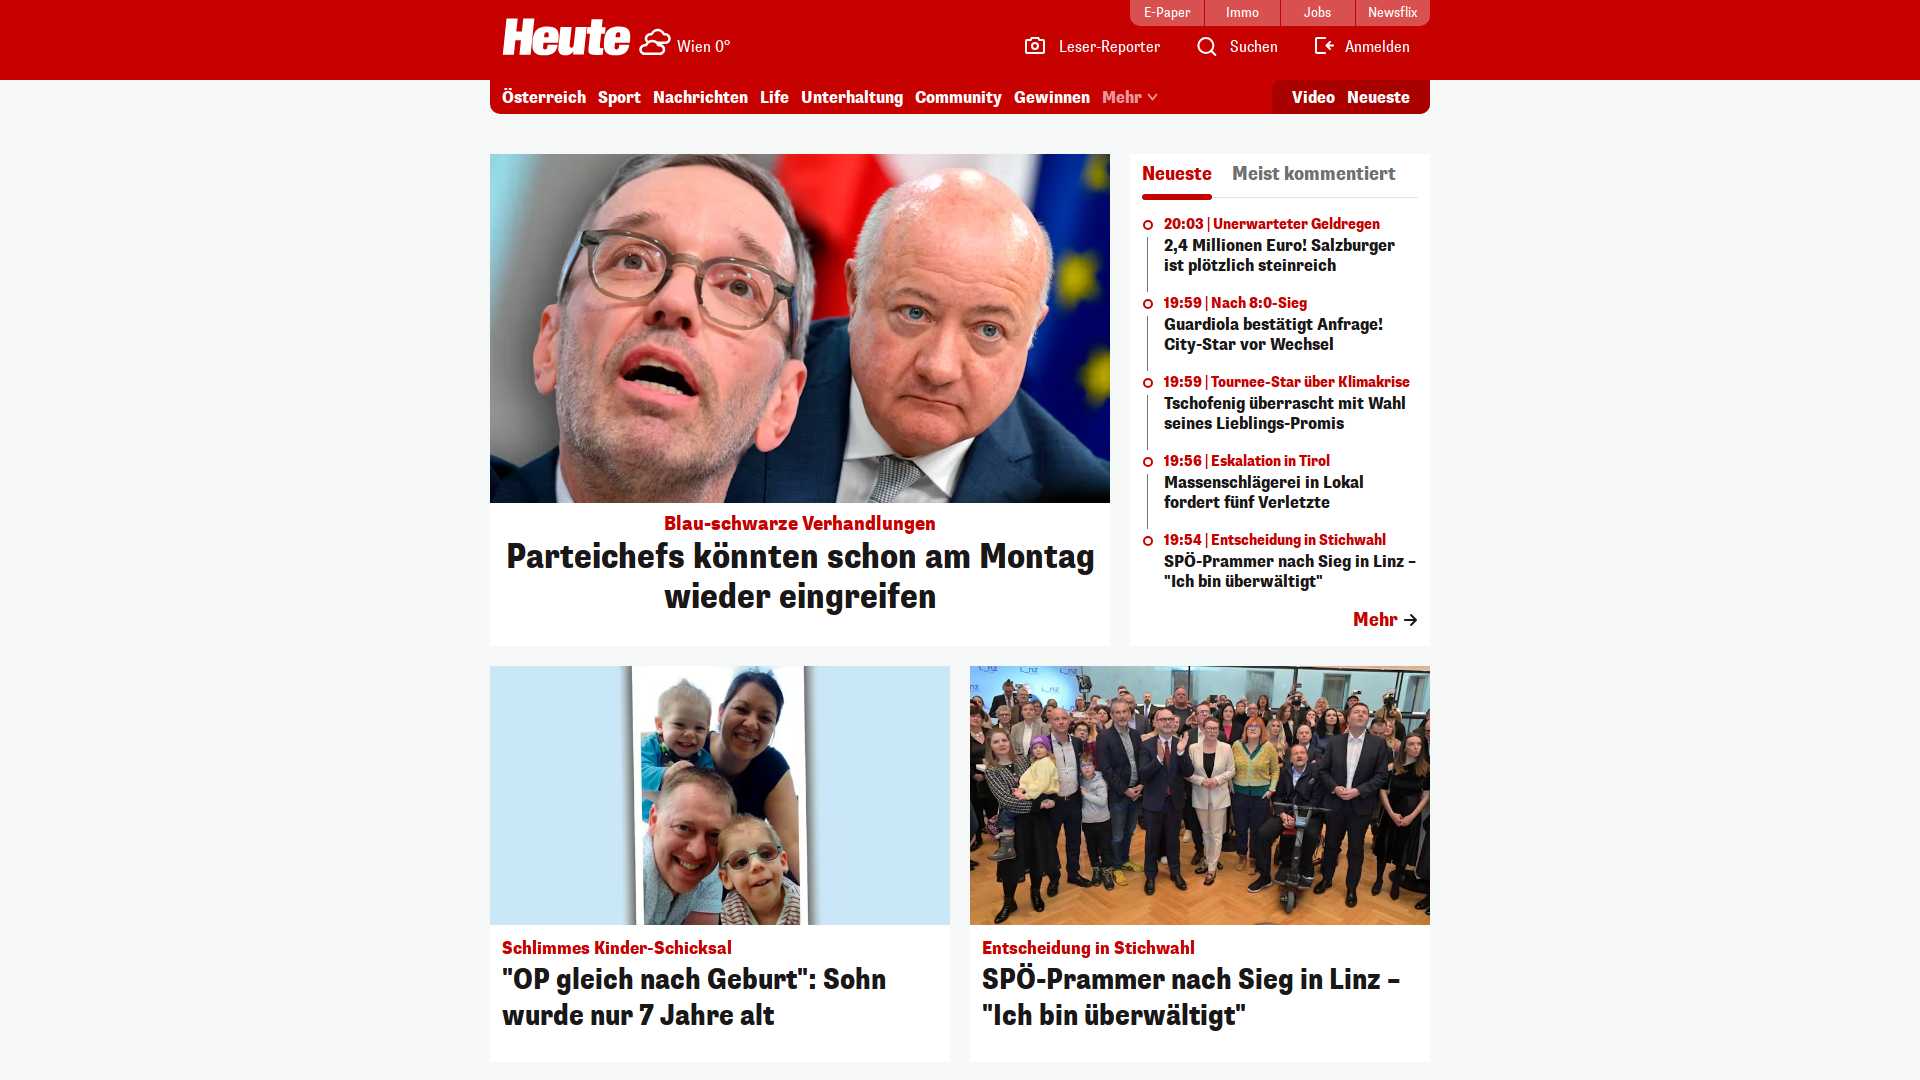 E-Paper
Immo
Jobs
Newsflix
Heute
Wien 0°
Leser-Reporter
Suchen
Anmelden
Österreich
Sport
Nachrichten
Life
Unterhaltung
Community
Gewinnen
Mehr
Video
Neueste
Blau-schwarze Verhandlungen
Parteichefs könnten schon am Montag
wieder eingreifen
Neueste
Meist kommentiert
20:03 | Unerwarteter Geldregen
2,4 Millionen Euro! Salzburger
ist plötzlich steinreich
19:59 | Nach 8:0-Sieg
Guardiola bestätigt Anfrage!
City-Star vor Wechsel
19:59 | Tournee-Star über Klimakrise
Tschofenig überrascht mit Wahl
seines Lieblings-Promis
19:56 | Eskalation in Tirol
Massenschlägerei in Lokal
fordert fünf Verletzte
19:54 | Entscheidung in Stichwahl
SPÖ-Prammer nach Sieg in Linz –
"Ich bin überwältigt"
Mehr
Schlimmes Kinder-Schicksal
"OP gleich nach Geburt": Sohn
wurde nur 7 Jahre alt
Entscheidung in Stichwahl
SPÖ-Prammer nach Sieg in Linz –
"Ich bin überwältigt"